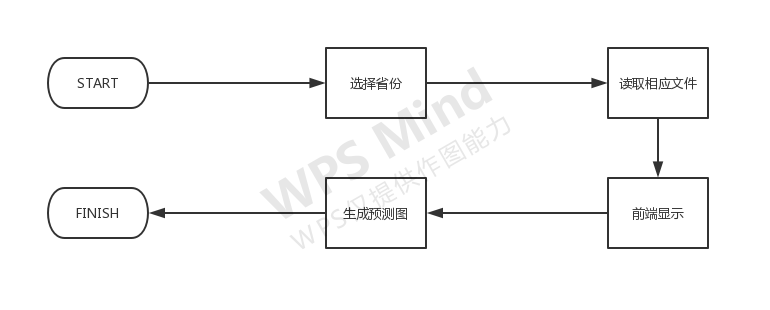 START
选择省份
读取相应文件
前端显示
生成预测图
FINISH
WPS Mind
WPS仅提供作图能力